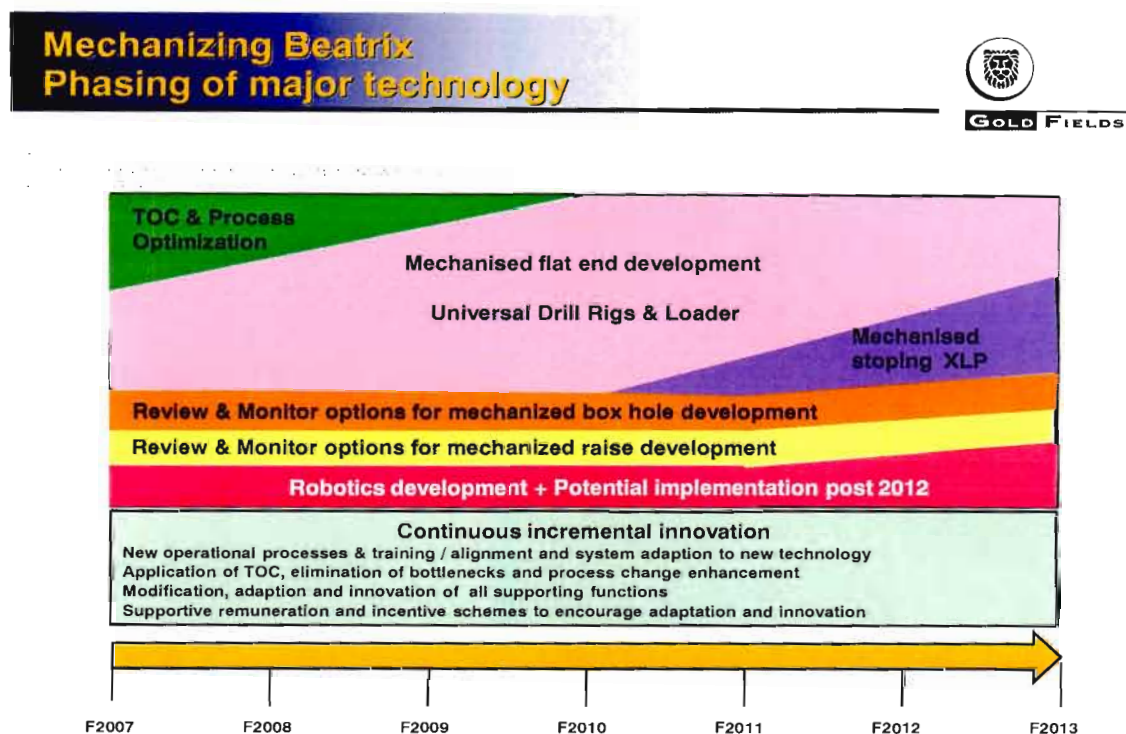 Mechanizing Beatrix
Phasing of major technology
GOLD FIELDS
TOC & Process
Optimization
Mechanised flat end development
Universal Drill Rigs & Loader
Mechanised
stoping XLP
Review & Monitor options for mechanized box hole development
Review & Monitor options for mechanized raise development
Robotics development + Potential implementation post 2012
Continuous incremental innovation
New operational processes & training / alignment and system adaption to new technology
Application of TOC, elimination of bottlenecks and process change enhancement
Modification, adaption and innovation of all supporting functions
Supportive remuneration and incentive schemes to encourage adaptation and innovation
F2007 F2008 F2009 F2010 F2011 F2012 F2013